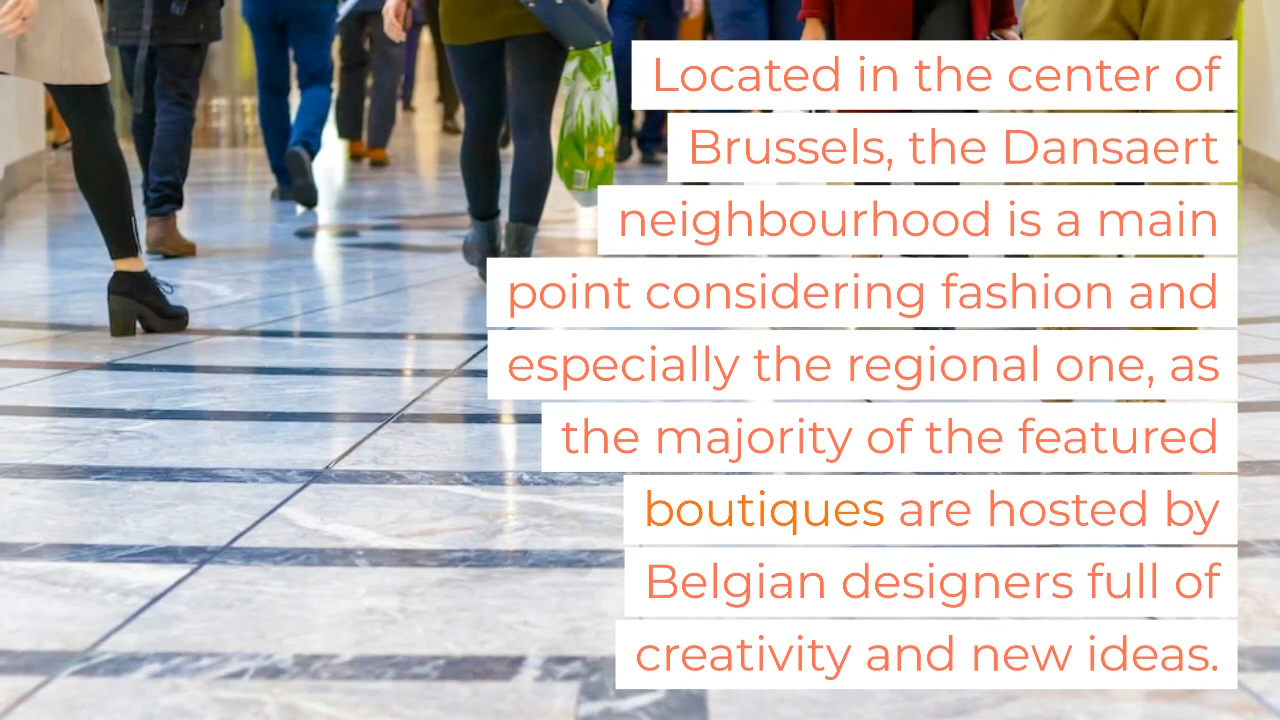 Located in the center of
Brussels, the Dansaert
neighbourhood is a main
point considering fashion and
especially the regional one, as
the majority of the featured
boutiques are hosted by
Belgian designers full of
creativity and new ideas.